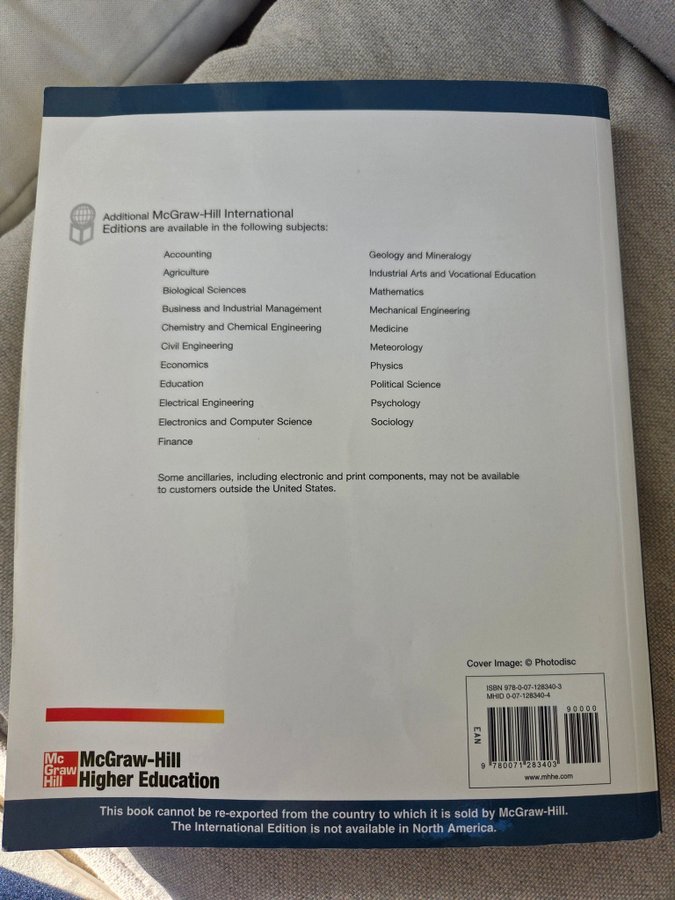 Additional McGraw-Hill International
Editions are available in the following subjects:
Accounting
Agriculture
Biological Sciences
Business and Industrial Management
Chemistry and Chemical Engineering
Civil Engineering
Economics
Education
Electrical Engineering
Electronics and Computer Science
Finance
Geology and Mineralogy
Industrial Arts and Vocational Education
Mathematics
Mechanical Engineering
Medicine
Meteorology
Physics
Political Science
Psychology
Sociology
Some ancillaries, including electronic and print components, may not be available
to customers outside the United States.
Cover Image: © Photodisc
ISBN 978-0-07-128340-3
MHID 0-07-128340-4
90000
EAN
9 780071 283403
www.mhhe.com
Mc
Graw
Hill
McGraw-Hill
Higher Education
This book cannot be re-exported from the country to which it is sold by McGraw-Hill.
The International Edition is not available in North America.